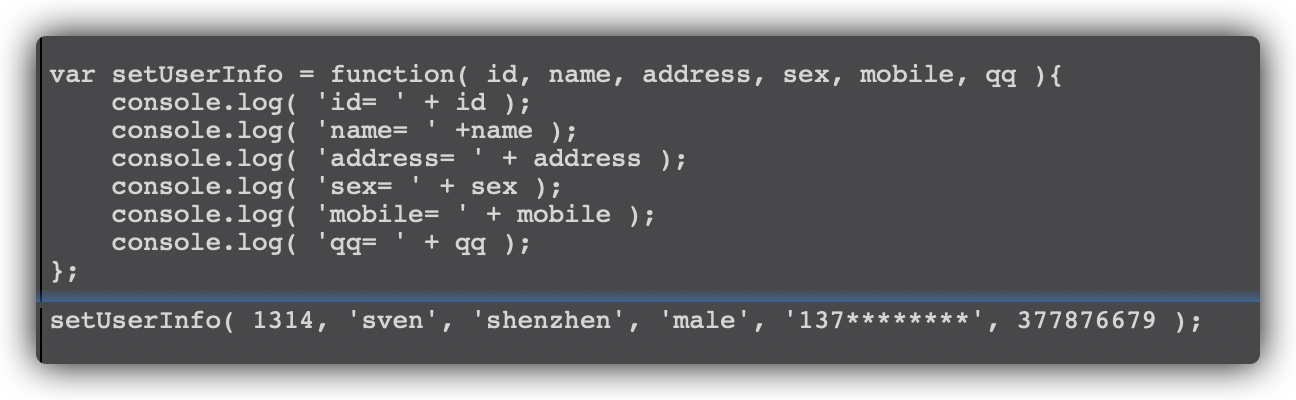 var setUserInfo = function( id, name, address, sex, mobile, qq ){
    console.log( 'id= ' + id );
    console.log( 'name= ' +name );
    console.log( 'address= ' + address );
    console.log( 'sex= ' + sex );
    console.log( 'mobile= ' + mobile );
    console.log( 'qq= ' + qq );
};
setUserInfo( 1314, 'sven', 'shenzhen', 'male', '137********', 377876679 );